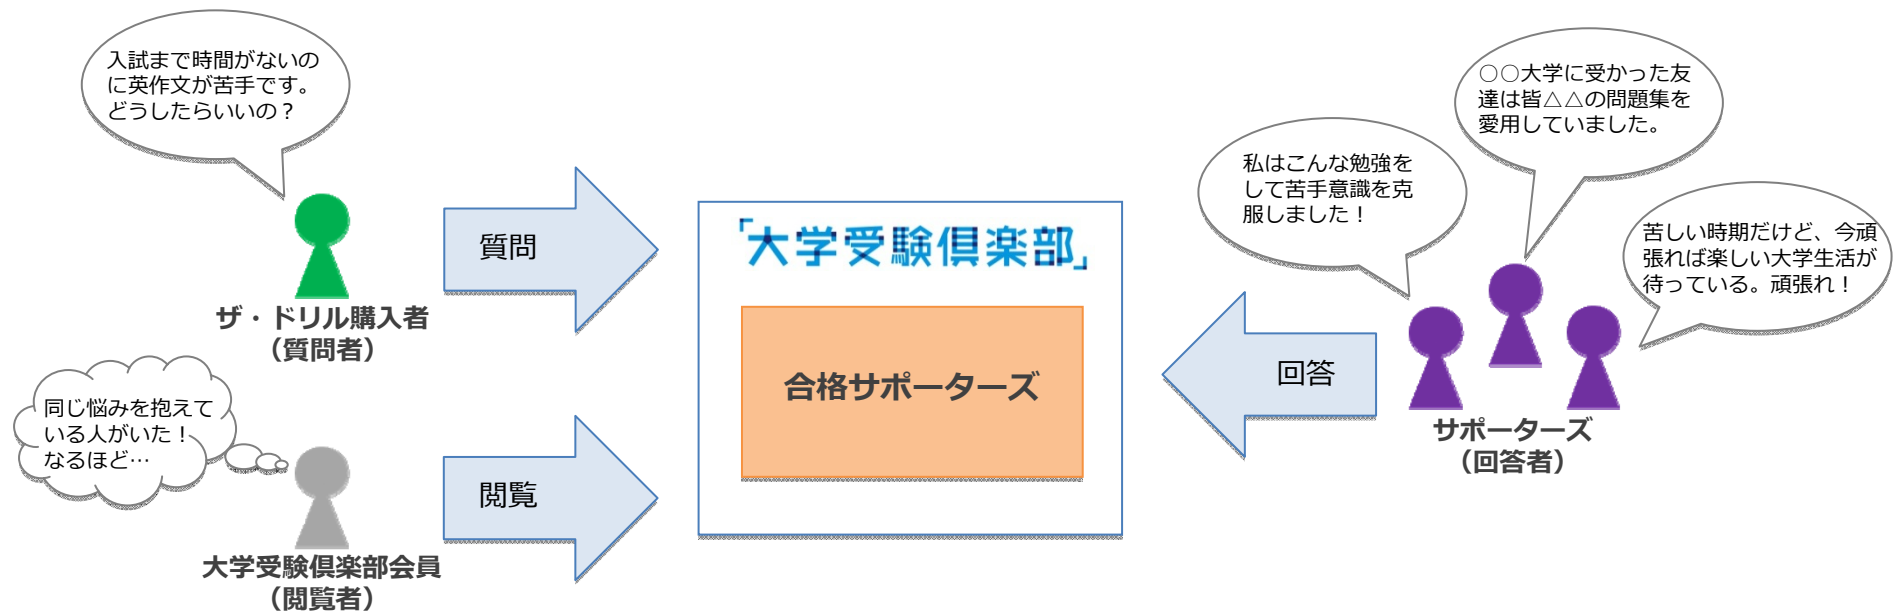 入試まで時間がないの
に英作文が苦手です。
どうしたらいいの？
ザ・ドリル購入者
（質問者）
同じ悩みを抱えて
いる人がいた！
なるほど…
大学受験倶楽部会員
（閲覧者）
質問
閲覧
「大学受験倶楽部」
合格サポーターズ
回答
私はこんな勉強を
して苦手意識を克
服しました！
○○大学に受かった友
達は皆△△の問題集を
愛用していました。
苦しい時期だけど、今頑
張れば楽しい大学生活が
待っている。頑張れ！
サポーターズ
（回答者）